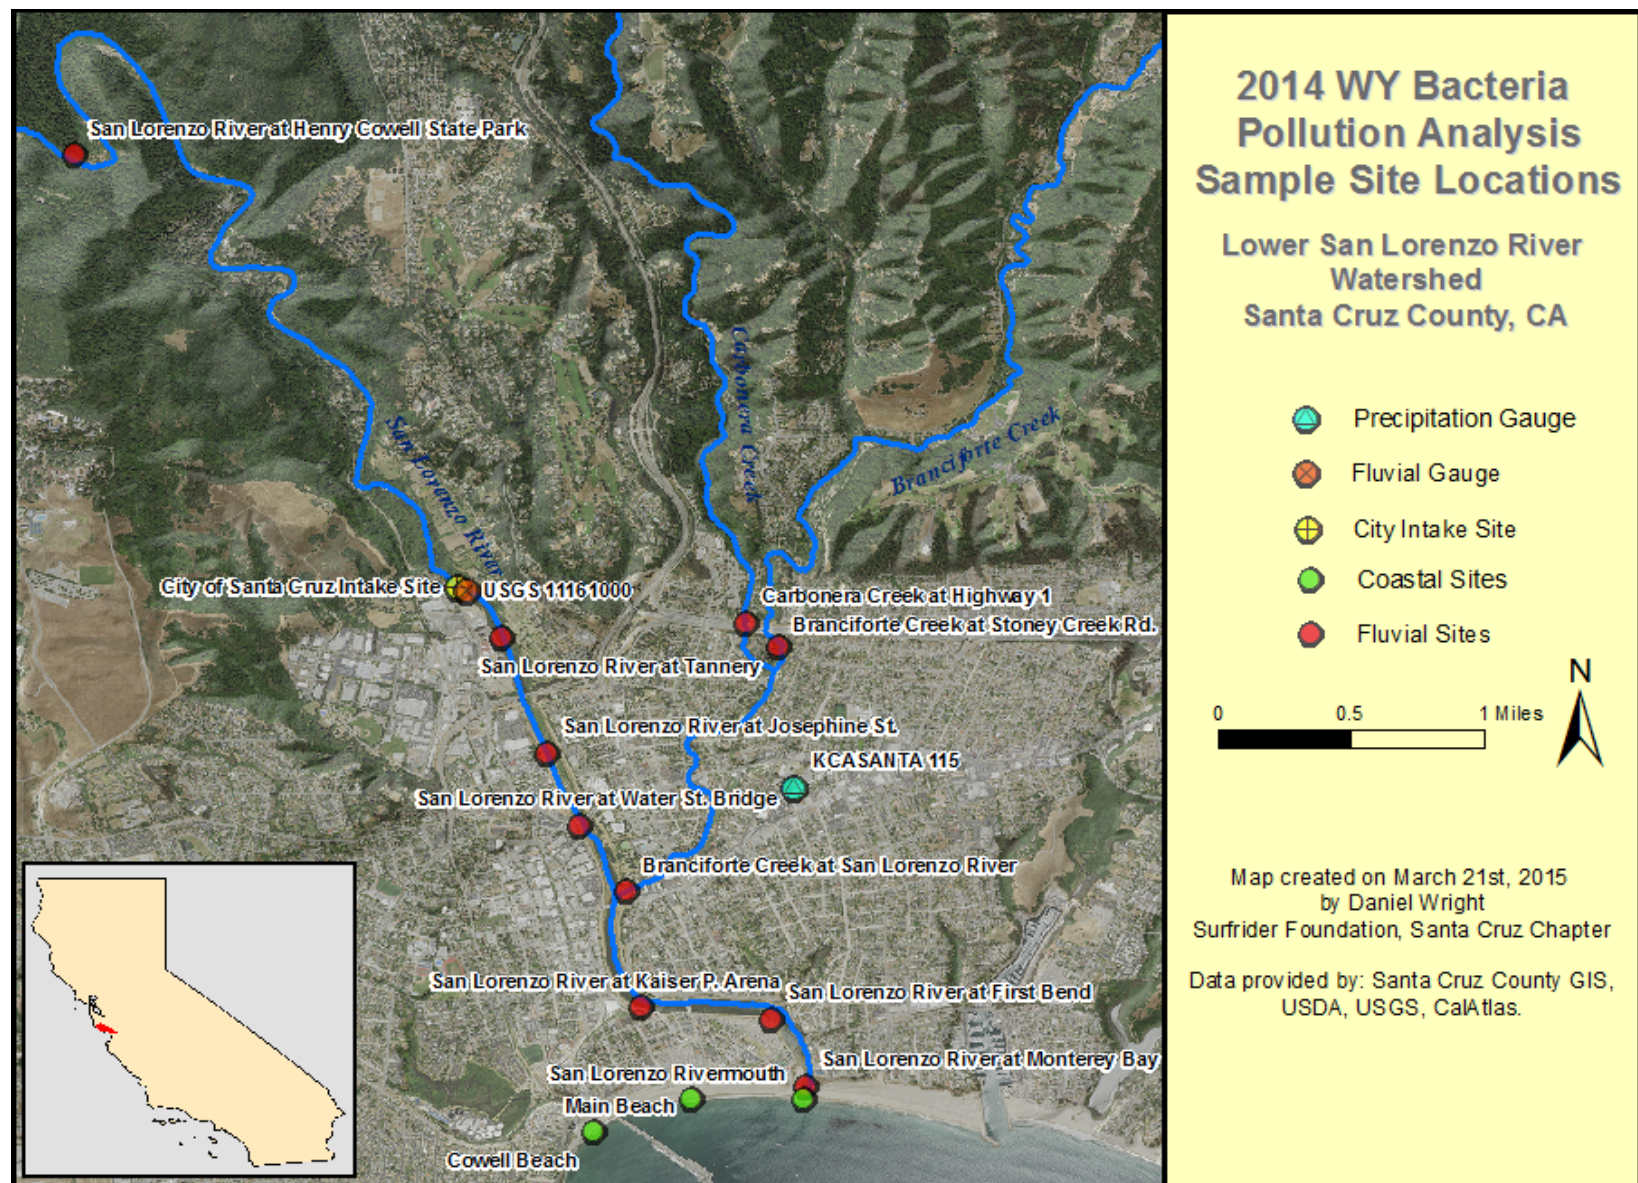 San Lorenzo River at Henry Cowell State Park
Carbonera Creek
San Lorenzo River
Branciforte Creek
City of Santa Cruz Intake Site
USGS 11161000
Carbonera Creek at Highway 1
Branciforte Creek at Stoney Creek Rd.
San Lorenzo River at Tannery
San Lorenzo River at Josephine St.
KCASANTA 115
San Lorenzo River at Water St. Bridge
Branciforte Creek at San Lorenzo River
San Lorenzo River at Kaiser P. Arena
San Lorenzo River at First Bend
San Lorenzo River at Monterey Bay
San Lorenzo Rivermouth
Main Beach
Cowell Beach
2014 WY Bacteria
Pollution Analysis
Sample Site Locations
Lower San Lorenzo River
Watershed
Santa Cruz County, CA
Precipitation Gauge
Fluvial Gauge
City Intake Site
Coastal Sites
Fluvial Sites
N
0 0.5 1 Miles
Map created on March 21st, 2015
by Daniel Wright
Surfrider Foundation, Santa Cruz Chapter
Data provided by: Santa Cruz County GIS,
USDA, USGS, CalAtlas.